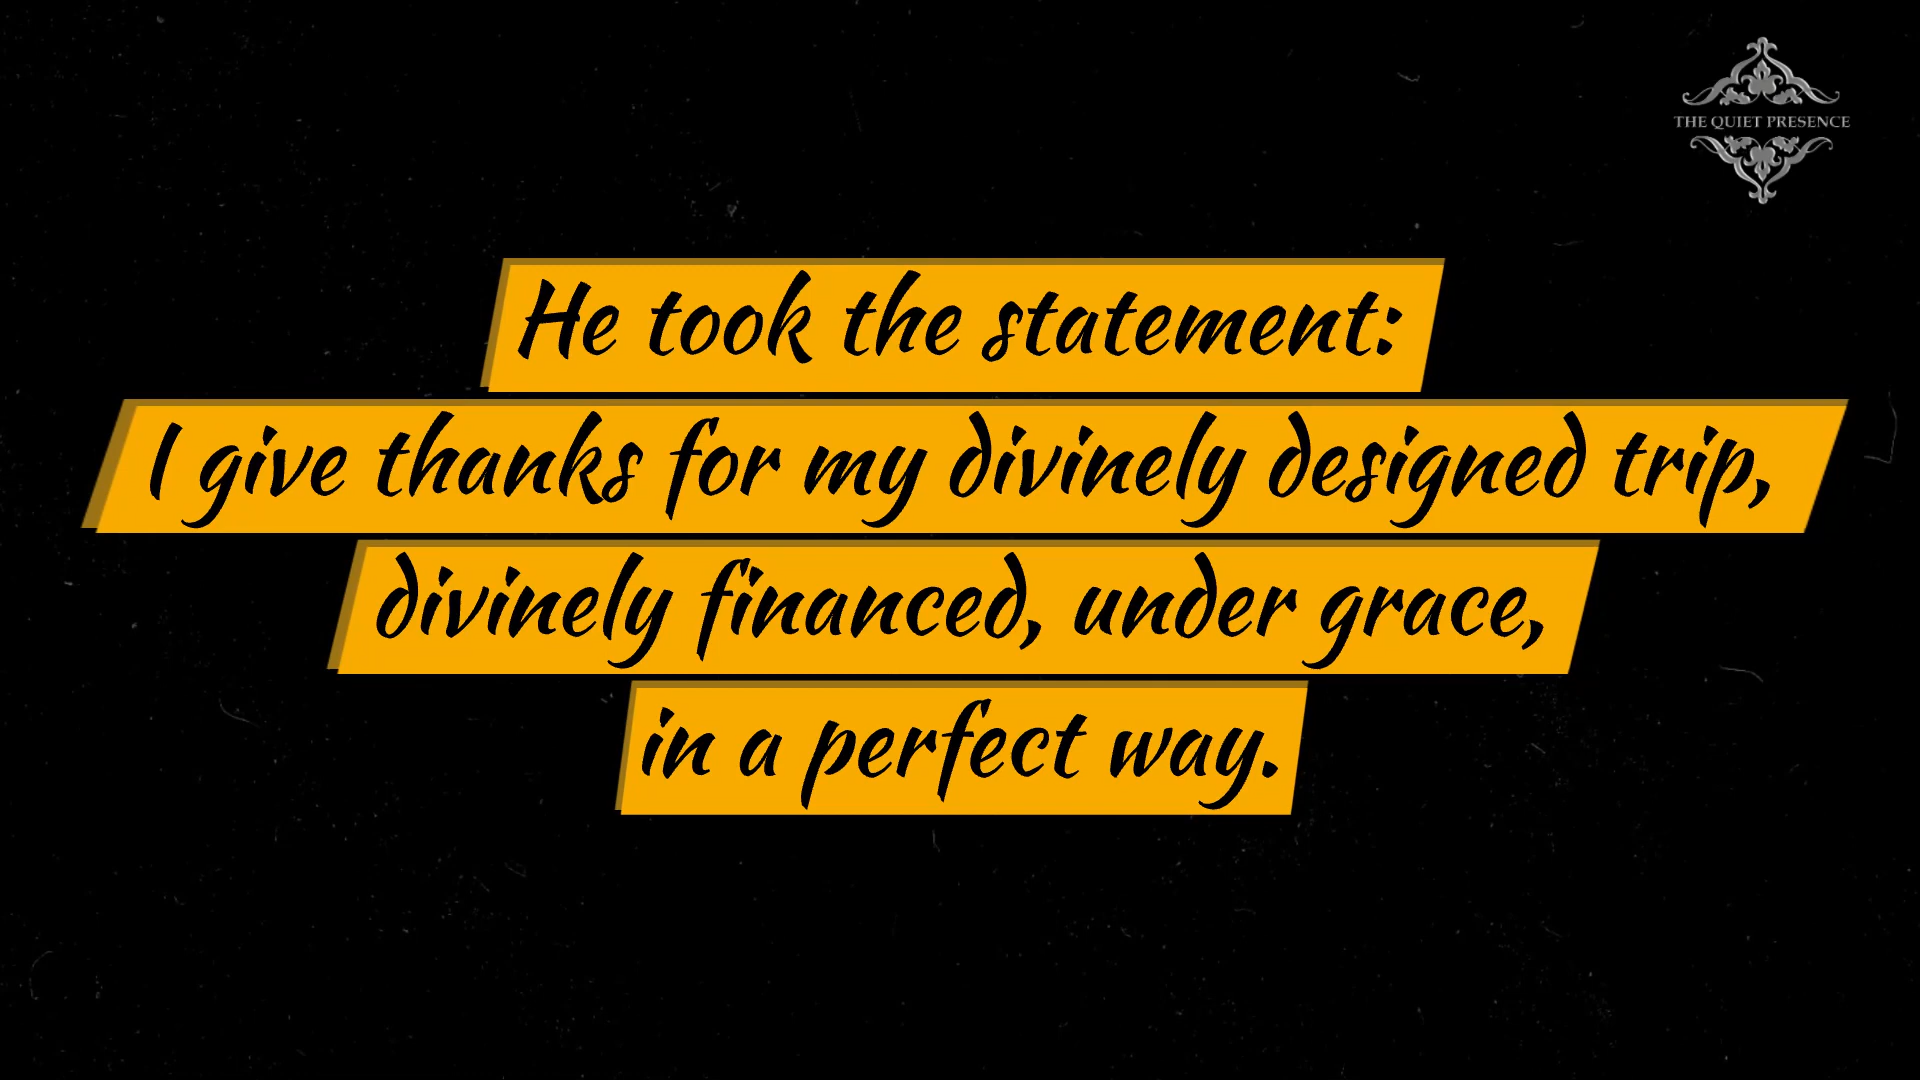 THE QUIET PRESENCE
He took the statement:
I give thanks for my divinely designed trip,
divinely financed, under grace,
in a perfect way.